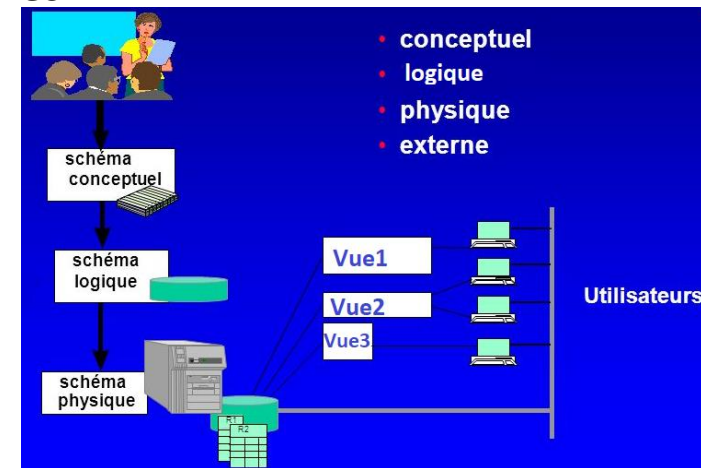 • conceptuel
• logique
• physique
• externe
schéma
conceptuel
schéma
logique
schéma
physique
Vue1
Vue2
Vue3
Utilisateurs
R1
R2